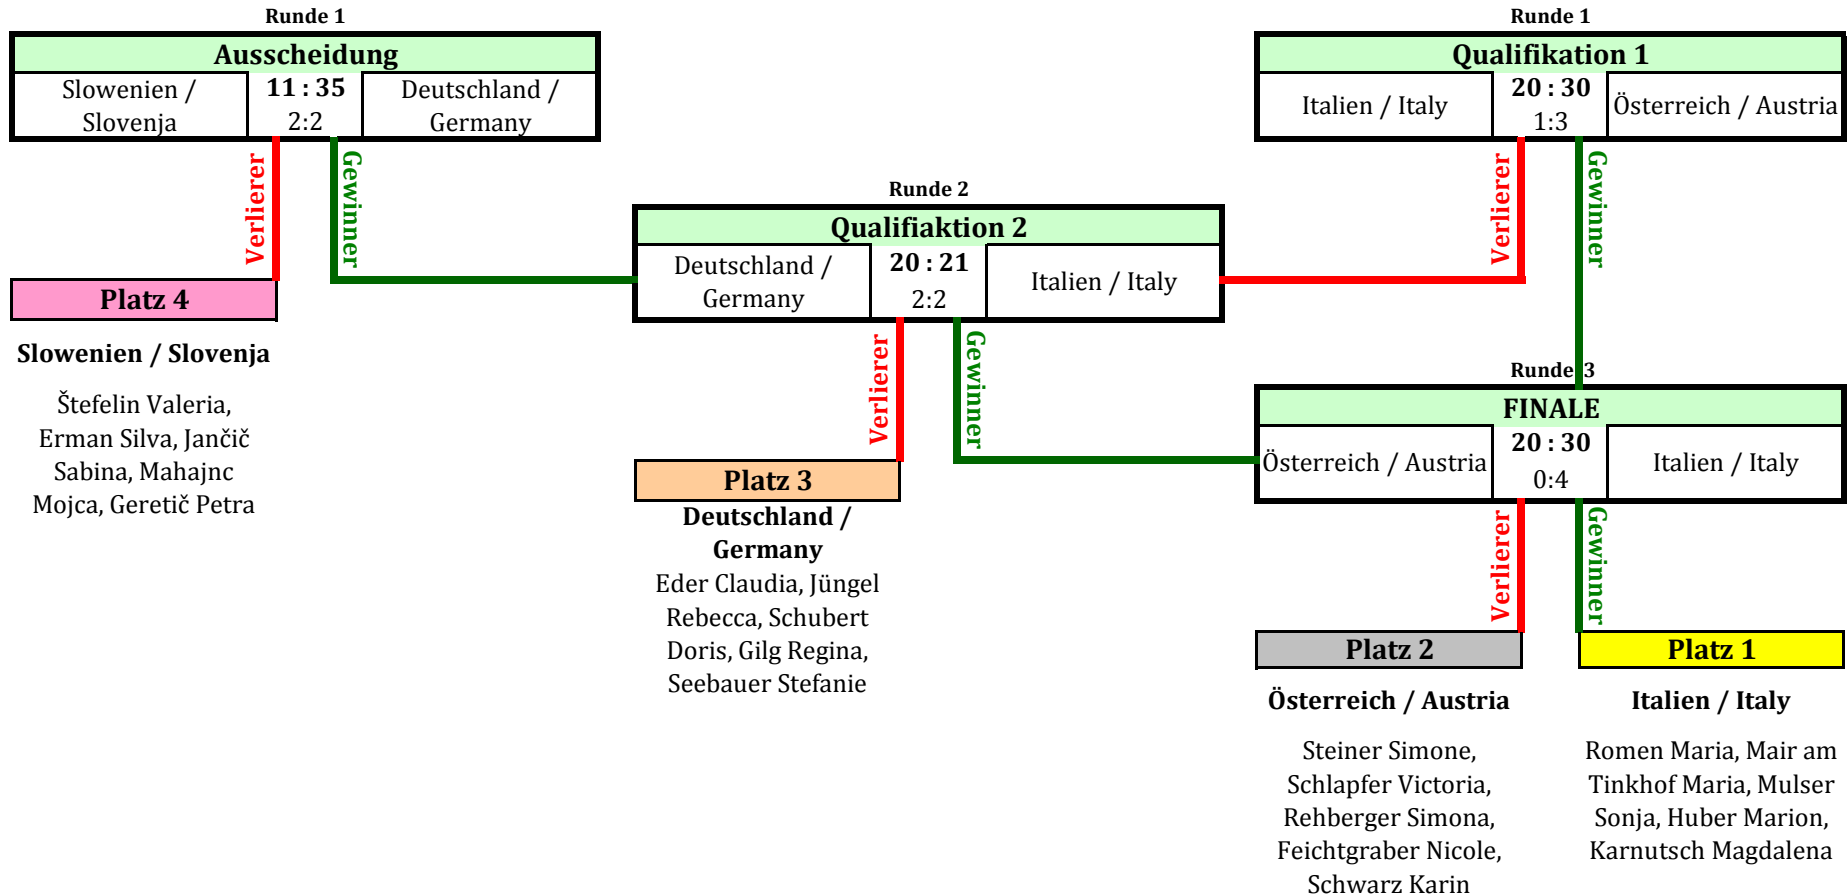 Runde 1
Ausscheidung
Slowenien /
Slovenja
11 : 35
2:2
Deutschland /
Germany
Verlierer
Gewinner
Runde 1
Qualifikation 1
Italien / Italy
20 : 30
1:3
Österreich / Austria
Verlierer
Gewinner
Runde 2
Qualifiaktion 2
Deutschland /
Germany
20 : 21
2:2
Italien / Italy
Verlierer
Gewinner
Platz 4
Slowenien / Slovenja
Štefelin Valeria,
Erman Silva, Jančič
Sabina, Mahajnc
Mojca, Geretič Petra
Runde 3
FINALE
Österreich / Austria
20 : 30
0:4
Italien / Italy
Verlierer
Gewinner
Platz 3
Deutschland /
Germany
Eder Claudia, Jüngel
Rebecca, Schubert
Doris, Gilg Regina,
Seebauer Stefanie
Platz 2
Österreich / Austria
Steiner Simone,
Schlapfer Victoria,
Rehberger Simona,
Feichtgraber Nicole,
Schwarz Karin
Platz 1
Italien / Italy
Romen Maria, Mair am
Tinkhof Maria, Mulser
Sonja, Huber Marion,
Karnutsch Magdalena